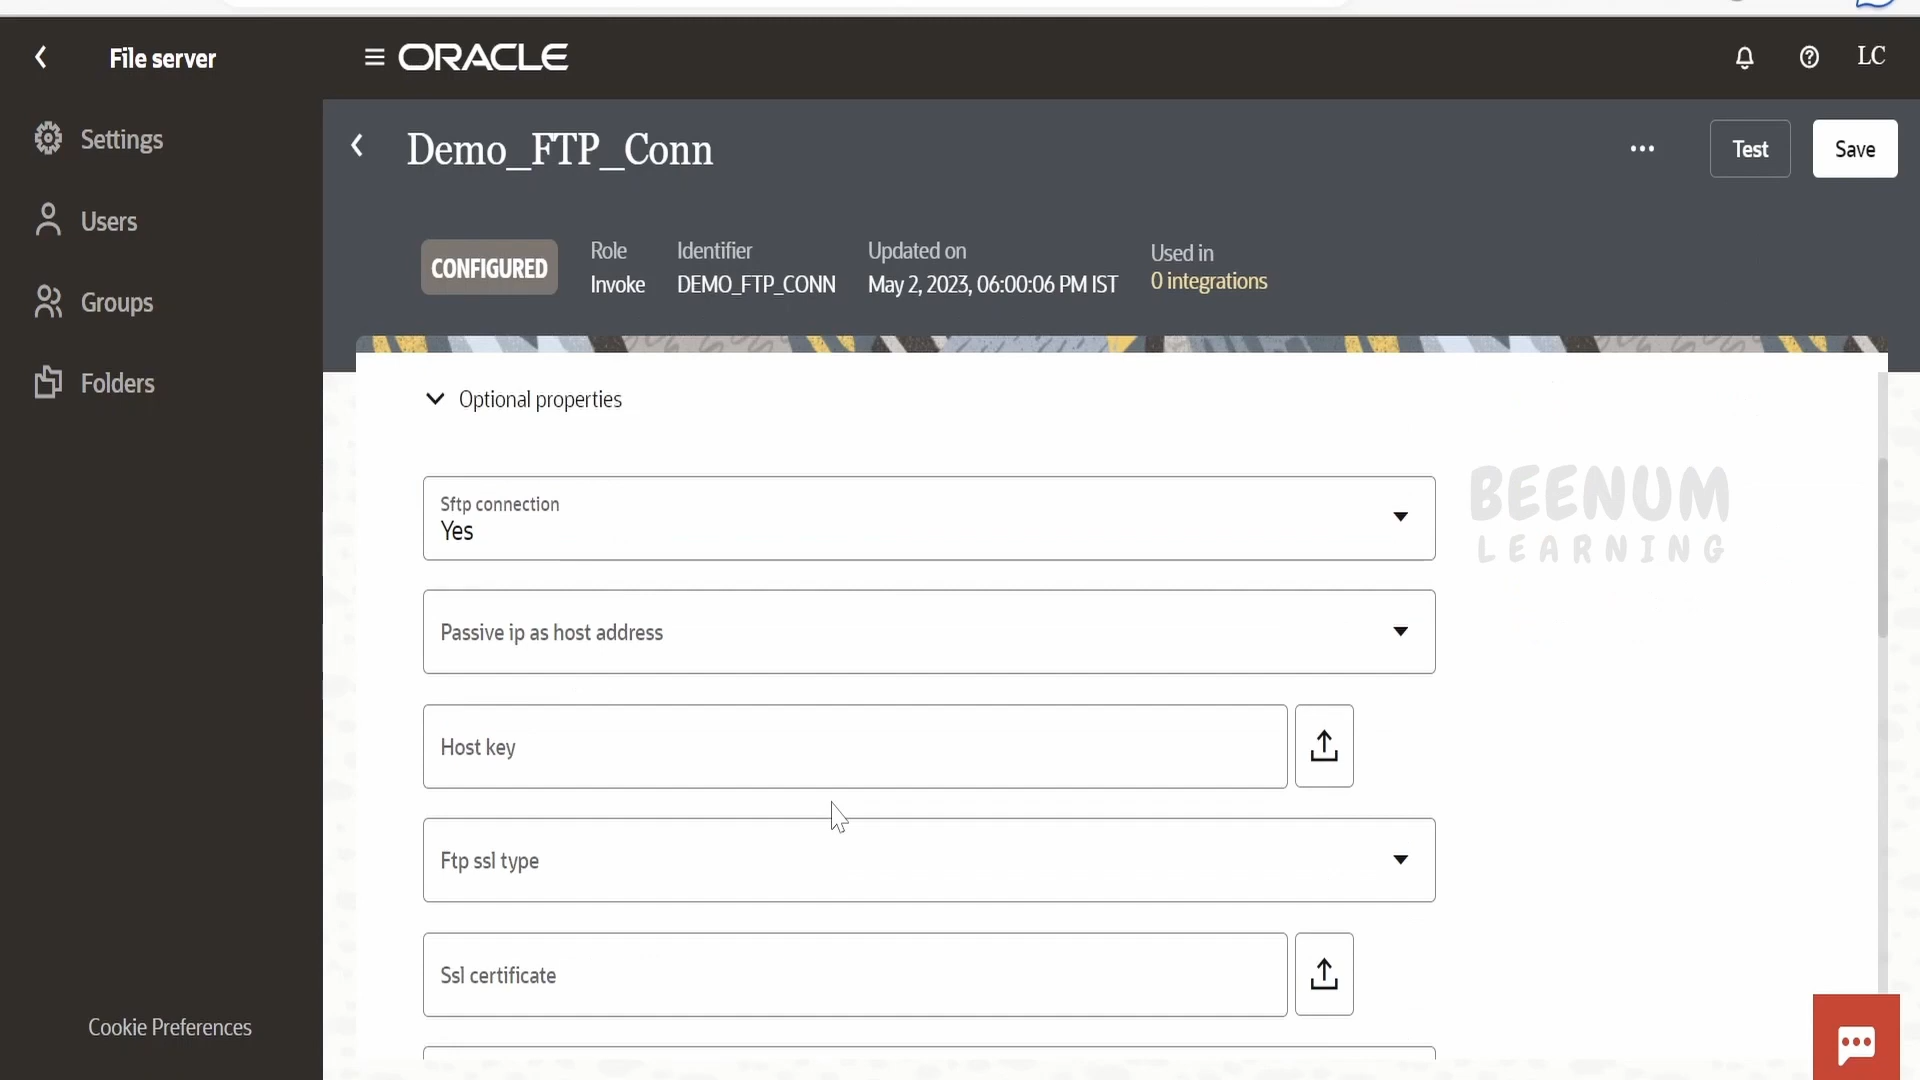 File server
ORACLE
LC
Settings
Users
Groups
Folders
Cookie Preferences
Demo_FTP_Conn
Test
Save
CONFIGURED
Role
Invoke
Identifier
DEMO_FTP_CONN
Updated on
May 2, 2023, 06:00:06 PM IST
Used in
0 integrations
Optional properties
Sftp connection
Yes
Passive ip as host address
Host key
Ftp ssl type
Ssl certificate
BEENUM
LEARNING